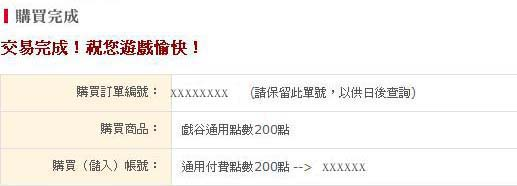 購買完成
交易完成！祝您遊戲愉快！
購買訂單編號： xxxxxxxx (請保留此單號，以供日後查詢)
購買商品： 戲谷通用點數200點
購買（儲入）帳號： 通用付費點數200點 --> xxxxxx